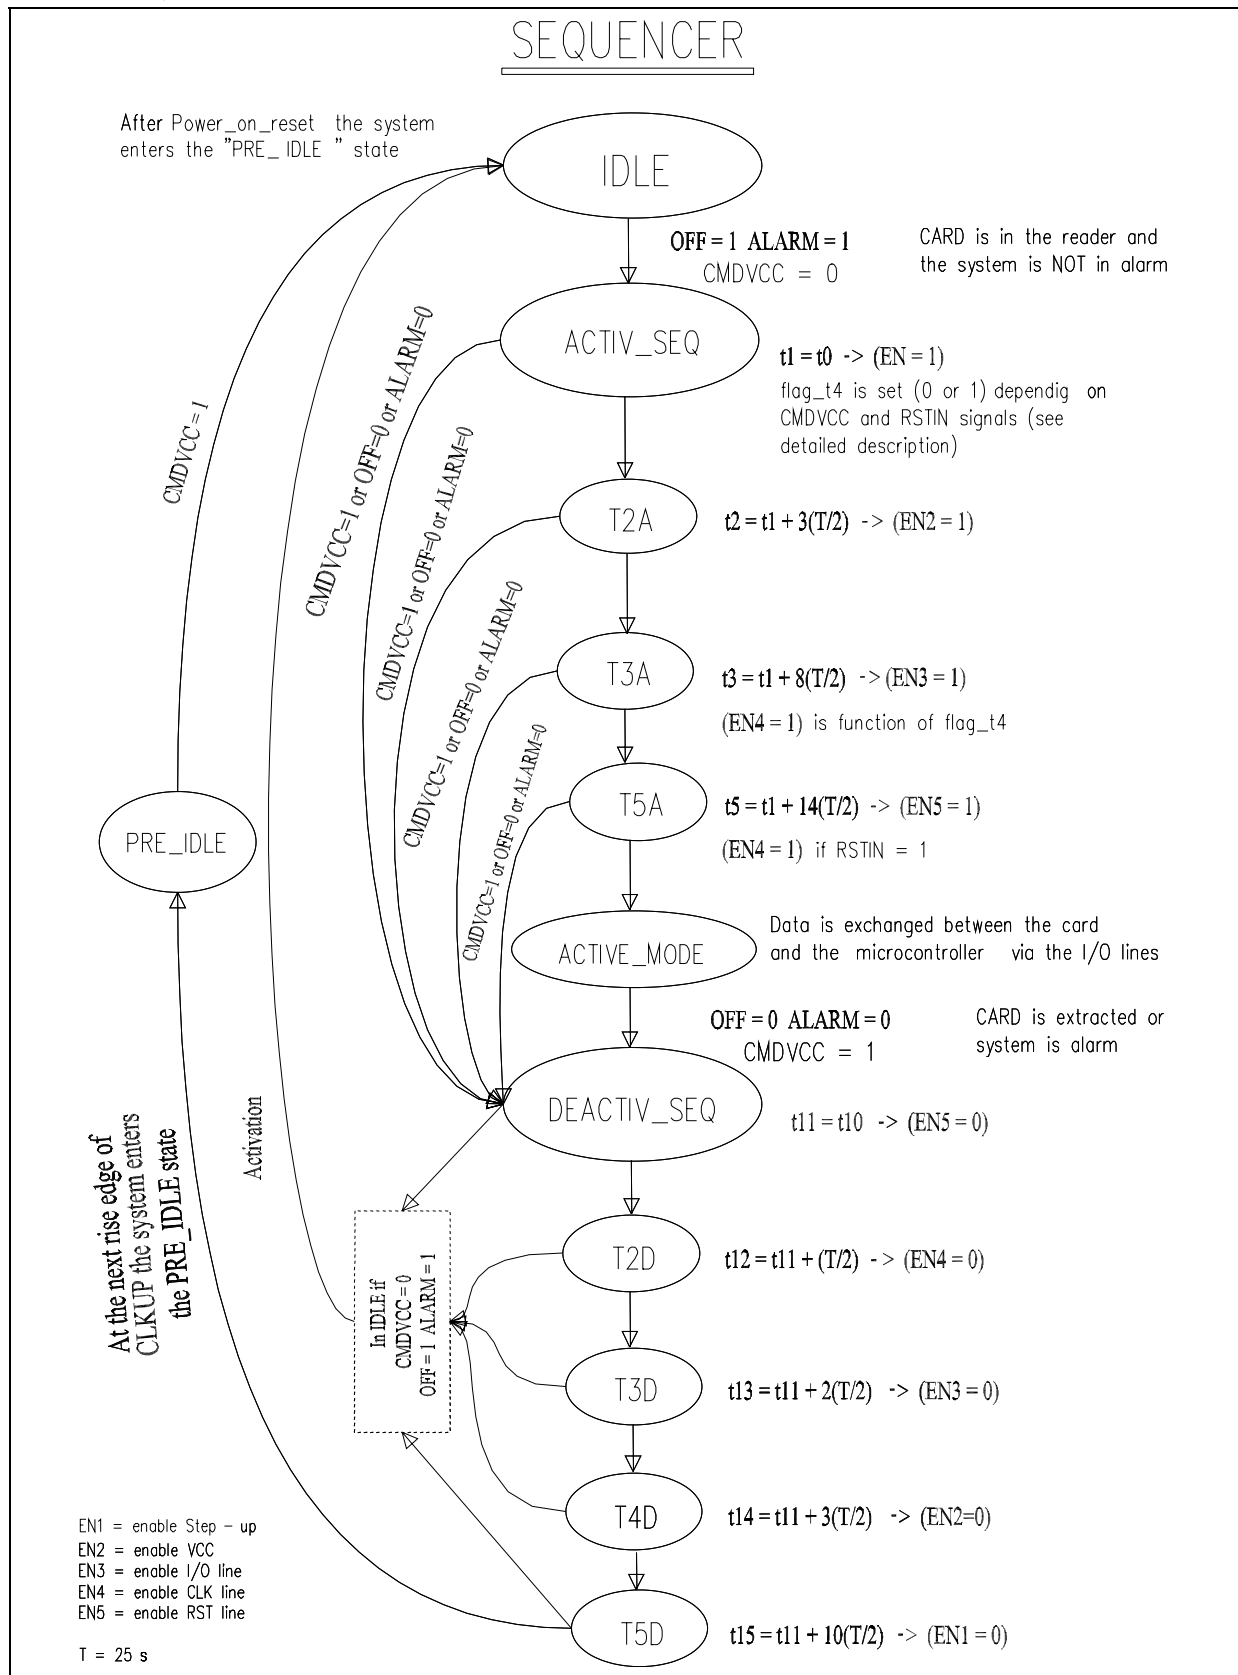 SEQUENCER
After Power_on_reset the system
enters the "PRE_ IDLE " state
IDLE
OFF = 1 ALARM = 1
CMDVCC = 0
CARD is in the reader and
the system is NOT in alarm
ACTIV_SEQ
t1 = t0 -> (EN = 1)
flag_t4 is set (0 or 1) dependig on
CMDVCC and RSTIN signals (see
detailed description)
CMDVCC = 1
CMDVCC=1 or OFF=0 or ALARM=0
CMDVCC=1 or OFF=0 or ALARM=0
CMDVCC=1 or OFF=0 or ALARM=0
CMDVCC=1 or OFF=0 or ALARM=0
T2A
t2 = t1 + 3(T/2) -> (EN2 = 1)
T3A
t3 = t1 + 8(T/2) -> (EN3 = 1)
(EN4 = 1) is function of flag_t4
T5A
t5 = t1 + 14(T/2) -> (EN5 = 1)
(EN4 = 1) if RSTIN = 1
PRE_IDLE
ACTIVE_MODE
Data is exchanged between the card
and the microcontroller via the I/O lines
OFF = 0 ALARM = 0
CMDVCC = 1
CARD is extracted or
system is alarm
DEACTIV_SEQ
t11 = t10 -> (EN5 = 0)
Activation
At the next rise edge of
CLKUP the system enters
the PRE_IDLE state
In IDLE if
CMDVCC = 0
OFF = 1 ALARM = 1
T2D
t12 = t11 + (T/2) -> (EN4 = 0)
T3D
t13 = t11 + 2(T/2) -> (EN3 = 0)
T4D
t14 = t11 + 3(T/2) -> (EN2=0)
T5D
t15 = t11 + 10(T/2) -> (EN1 = 0)
EN1 = enable Step - up
EN2 = enable VCC
EN3 = enable I/O line
EN4 = enable CLK line
EN5 = enable RST line
T = 25 s